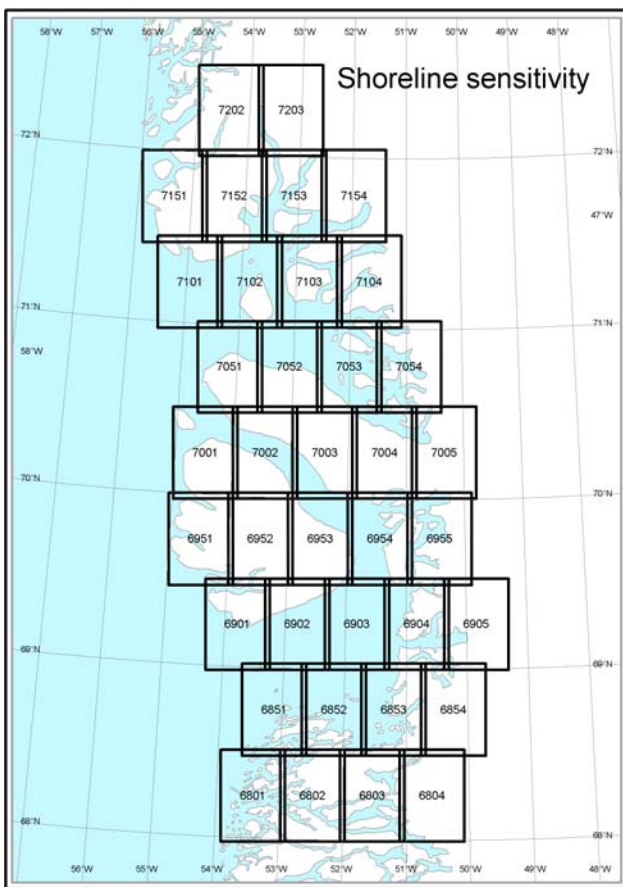 56°W 55°W 54°W 53°W 52°W 51°W 50°W 49°W 48°W
Shoreline sensitivity
7202 7203
72°N 72°N
7151 7152 7153 7154
47°W
7101 7102 7103 7104
71°N 71°N
58°W
7051 7052 7053 7054
7001 7002 7003 7004 7005
70°N 70°N
6951 6952 6953 6954 6955
6901 6902 6903 6904 6905
69°N 69°N
6851 6852 6853 6854
6801 6802 6803 6804
68°N 68°N
56°W 55°W 54°W 53°W 52°W 51°W 50°W 49°W 48°W